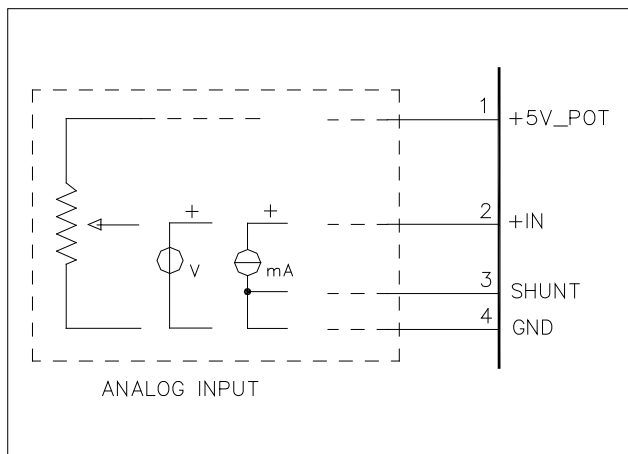 1 +5V_POT
+ + 2 +IN
V mA
3 SHUNT
4 GND
ANALOG INPUT